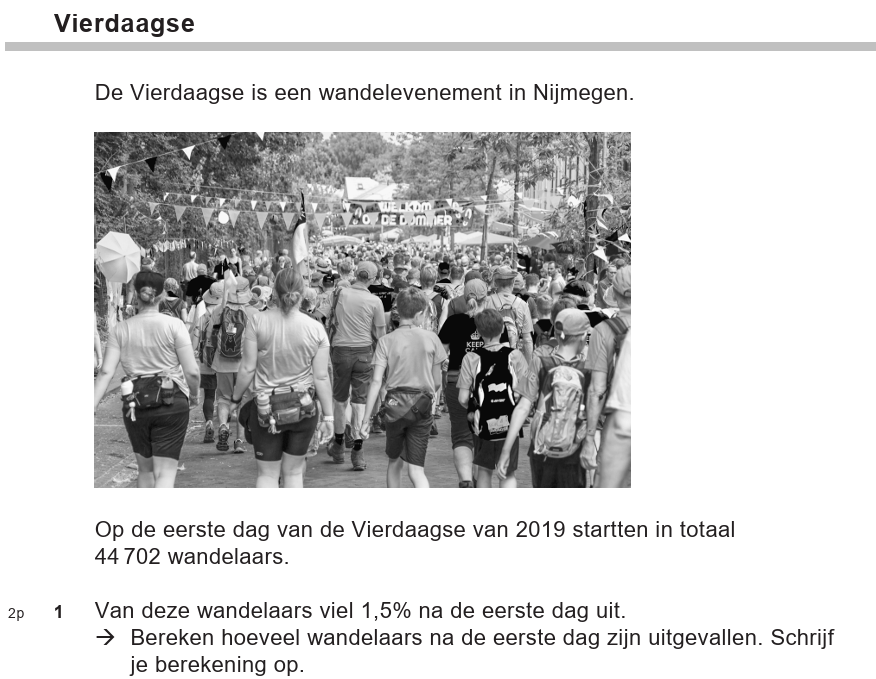 Vierdaagse
De Vierdaagse is een wandelevenement in Nijmegen.
WELKOM
OP DE DOMMER
KEEP
Op de eerste dag van de Vierdaagse van 2019 startten in totaal
44 702 wandelaars.
2p 1 Van deze wandelaars viel 1,5% na de eerste dag uit.
→ Bereken hoeveel wandelaars na de eerste dag zijn uitgevallen. Schrijf
je berekening op.